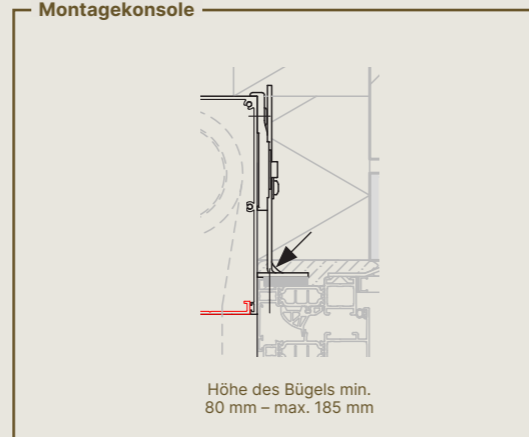 Montagekonsole
Höhe des Bügels min.
80 mm – max. 185 mm